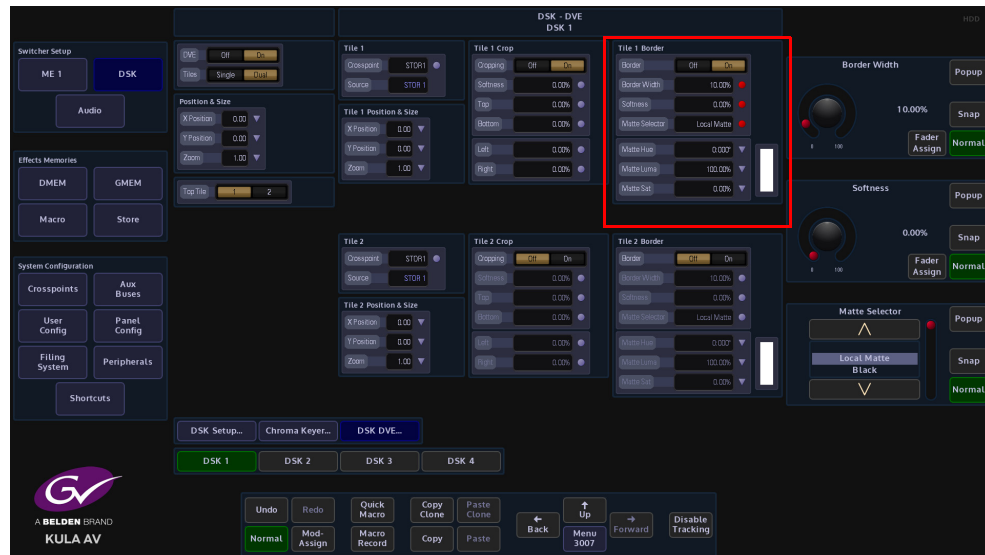 DSK - DVE
DSK 1
HDD
Switcher Setup
ME 1
DSK
Audio
Effects Memories
DMEM
GMEM
Macro
Store
System Configuration
Crosspoints
Aux
Buses
User
Config
Panel
Config
Filing
System
Peripherals
Shortcuts
DVE
Off
On
Tiles
Single
Dual
Position & Size
X Position
0.00
Y Position
0.00
Zoom
1.00
Top Tile
1
2
Tile 1
Crosspoint
STOR1
Source
STOR 1
Tile 1 Position & Size
X Position
0.00
Y Position
0.00
Zoom
1.00
Tile 1 Crop
Cropping
Off
On
Softness
0.00%
Top
0.00%
Bottom
0.00%
Left
0.00%
Right
0.00%
Tile 1 Border
Border
Off
On
Border Width
10.00%
Softness
0.00%
Matte Selector
Local Matte
Matte Hue
0.000°
Matte Luma
100.00%
Matte Sat
0.00%
Tile 2
Crosspoint
STOR1
Source
STOR 1
Tile 2 Position & Size
X Position
0.00
Y Position
0.00
Zoom
1.00
Tile 2 Crop
Cropping
Off
On
Softness
0.00%
Top
0.00%
Bottom
0.00%
Left
0.00%
Right
0.00%
Tile 2 Border
Border
Off
On
Border Width
10.00%
Softness
0.00%
Matte Selector
Local Matte
Matte Hue
0.000°
Matte Luma
100.00%
Matte Sat
0.00%
Border Width
10.00%
0
100
Popup
Snap
Fader
Assign
Normal
Softness
0.00%
0
100
Popup
Snap
Fader
Assign
Normal
Matte Selector
Local Matte
Black
Popup
Snap
Normal
DSK Setup...
Chroma Keyer...
DSK DVE...
DSK 1
DSK 2
DSK 3
DSK 4
GV
A BELDEN BRAND
KULA AV
Undo
Redo
Quick
Macro
Copy
Clone
Paste
Clone
Normal
Mod-
Assign
Macro
Record
Copy
Paste
Back
Up
Menu
3007
Forward
Disable
Tracking